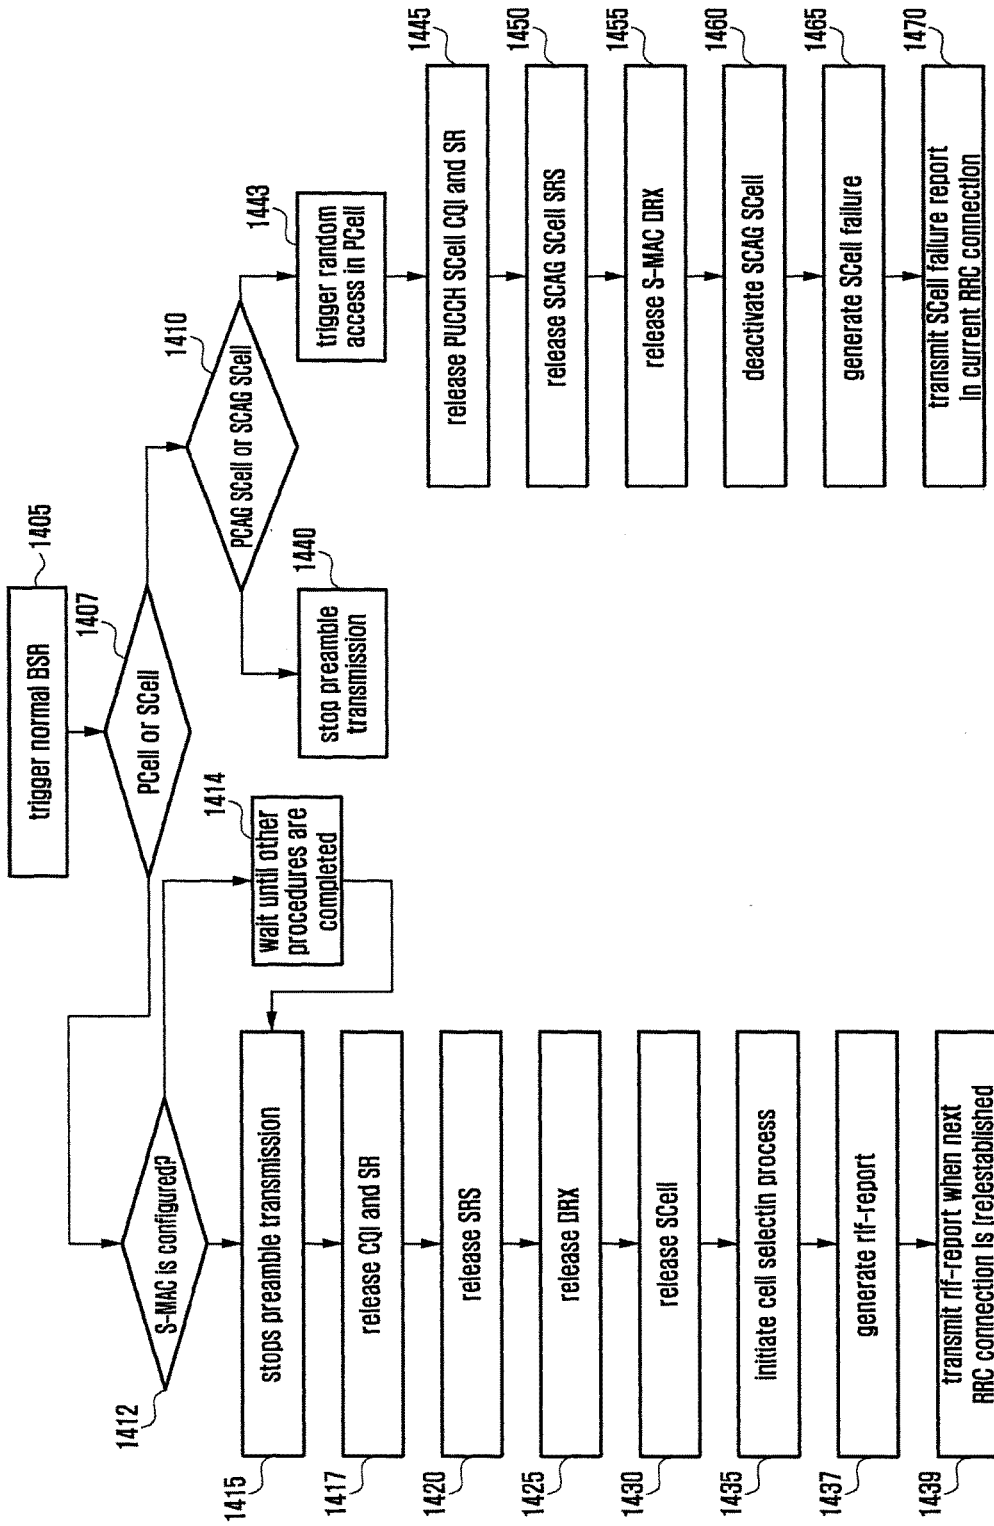 trigger normal BSR
1405
PCell or SCell
1407
PCAG SCell or SCAG SCell
1410
S-MAC is configured?
1412
wait until other
procedures are
completed
1414
stops preamble transmission
1415
release CQI and SR
1417
release SRS
1420
release DRX
1425
release SCell
1430
initiate cell selectin process
1435
generate rlf-report
1437
transmit rlf-report when next
RRC connection is (re)established
1439
stop preamble
transmission
1440
trigger random
access in PCell
1443
release PUCCH SCell CQI and SR
1445
release SCAG SCell SRS
1450
release S-MAC DRX
1455
deactivate SCAG SCell
1460
generate SCell failure
1465
transmit SCell failure report
In current RRC connection
1470